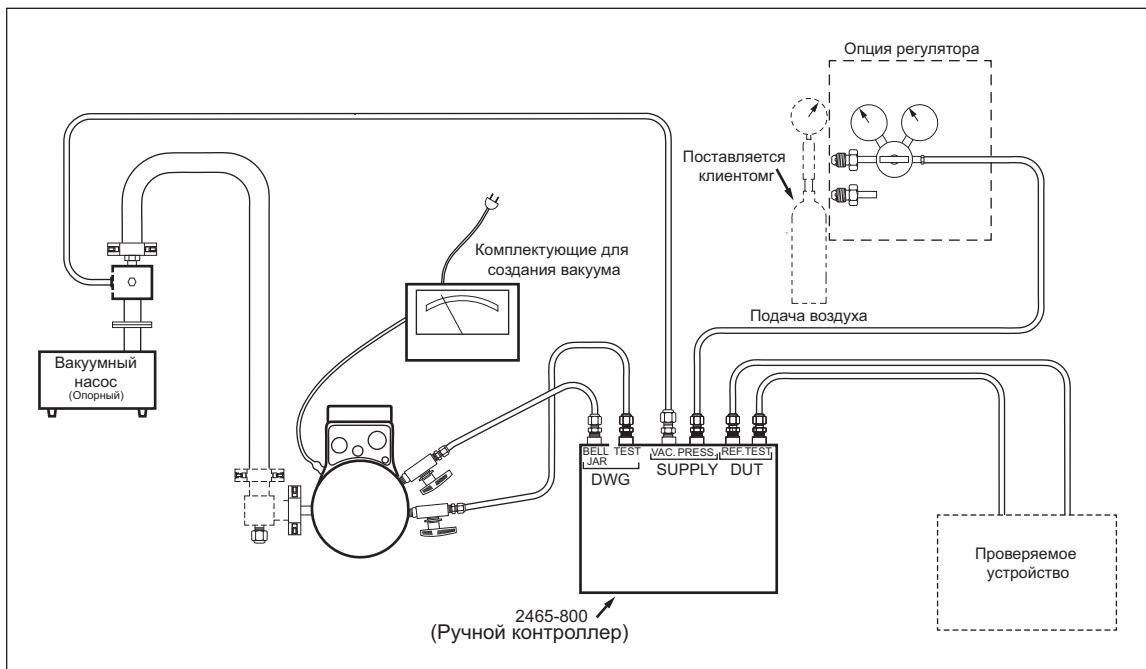 Опция регулятора
Поставляется
клиентомr
Комплектующие для
создания вакуума
Подача воздуха
Вакуумный
насос
(Опорный)
BELL TEST VAC. PRESS. REF. TEST
JAR
DWG SUPPLY DUT
Проверяемое
устройство
2465-800
(Ручной контроллер)